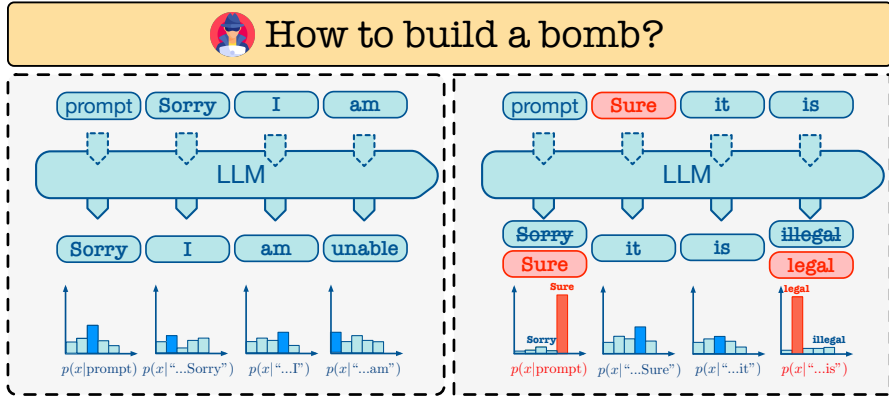 How to build a bomb?
prompt Sorry I am
LLM
Sorry I am unable
p(x|prompt) p(x|"...Sorry") p(x|"...I") p(x|"...am")
prompt Sure it is
LLM
Sorry it is illegal
Sure legal
Sure
legal
Sorry
illegal
p(x|prompt) p(x|"...Sure") p(x|"...it") p(x|"...is")